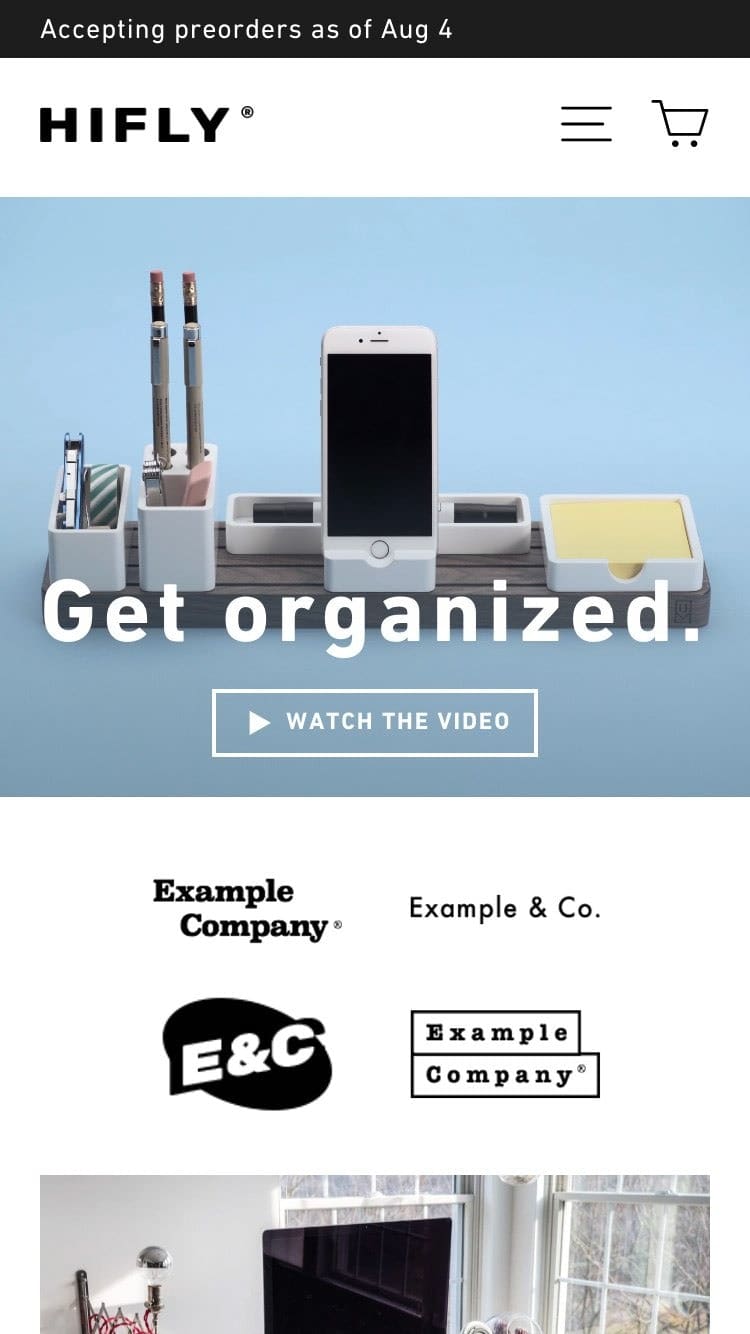 Accepting preorders as of Aug 4
HIFLY®
Get organized.
WATCH THE VIDEO
Example
Company®
Example & Co.
E&C
Example
Company®